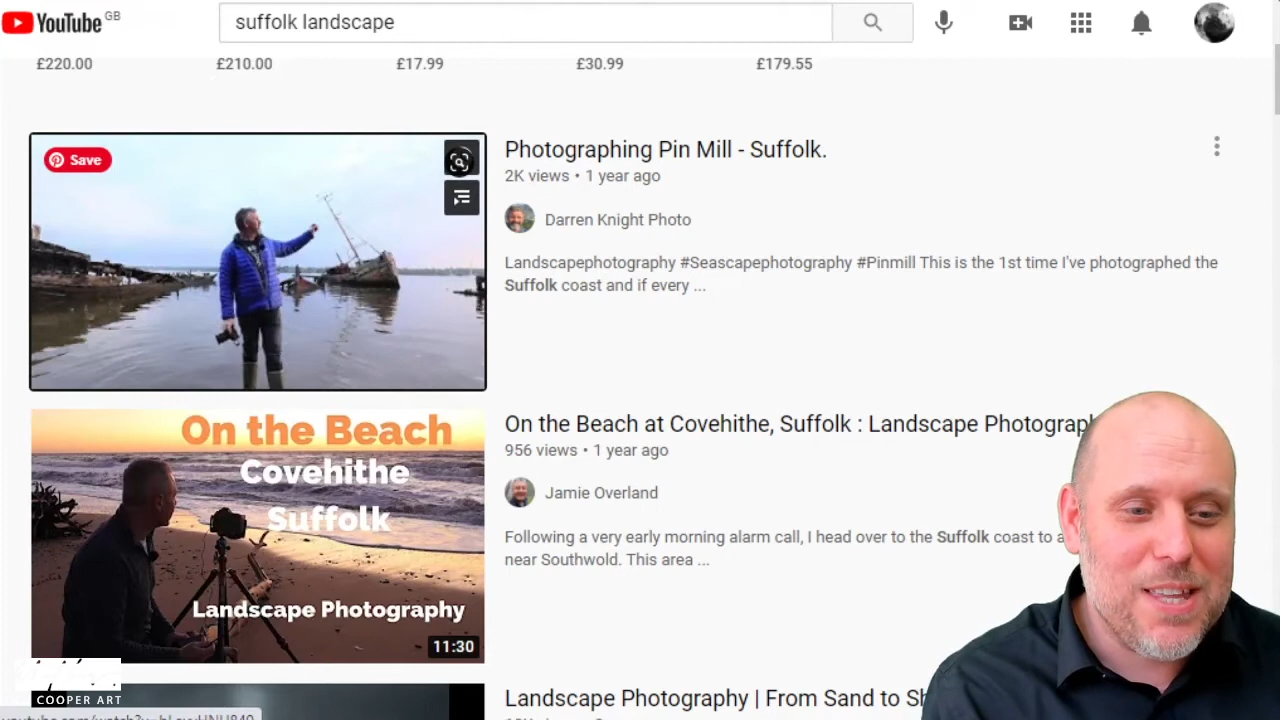 YouTube GB
suffolk landscape
£220.00
£210.00
£17.99
£30.99
£179.55
Save
Photographing Pin Mill - Suffolk.
2K views • 1 year ago
Darren Knight Photo
Landscapephotography #Seascapephotography #Pinmill This is the 1st time I've photographed the
Suffolk coast and if every ...
On the Beach
Covehithe
Suffolk
Landscape Photography
11:30
On the Beach at Covehithe, Suffolk : Landscape Photograp
956 views • 1 year ago
Jamie Overland
Following a very early morning alarm call, I head over to the Suffolk coast to a
near Southwold. This area ...
COOPER ART
Landscape Photography | From Sand to Sh